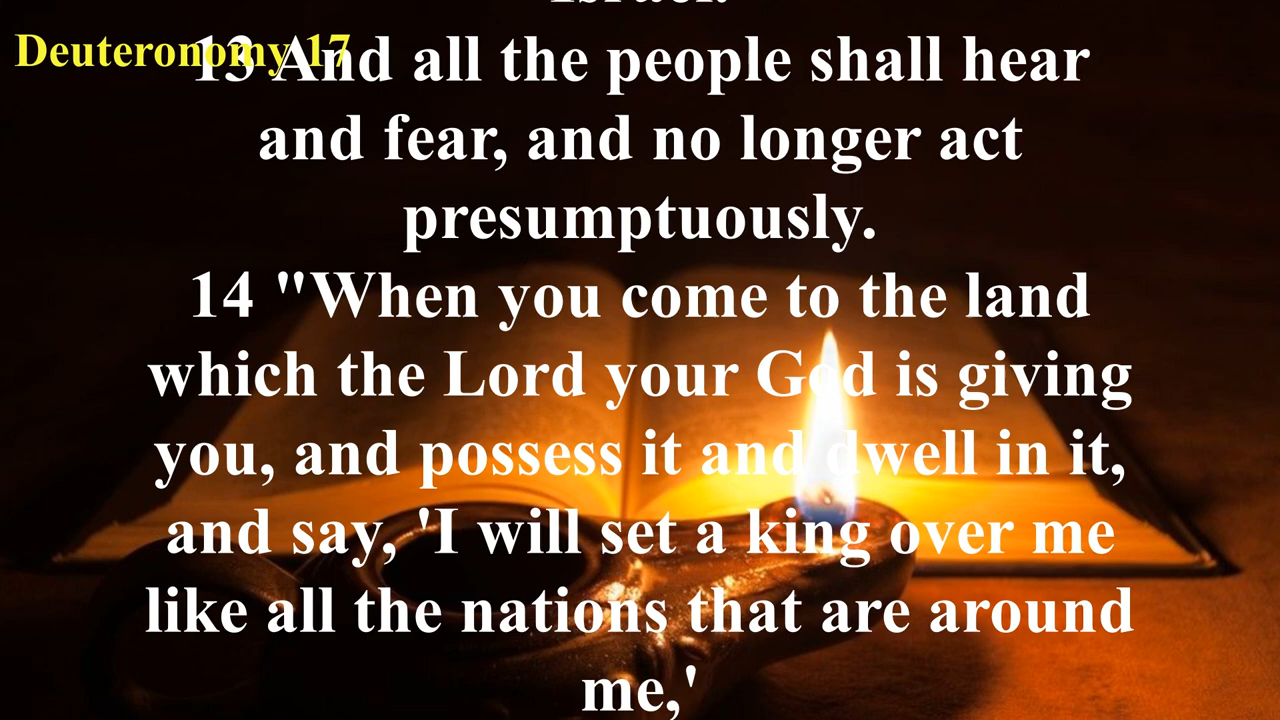 Israel.
Deuteronomy 17
13 And all the people shall hear
and fear, and no longer act
presumptuously.
14 "When you come to the land
which the Lord your God is giving
you, and possess it and dwell in it,
and say, 'I will set a king over me
like all the nations that are around
me,'